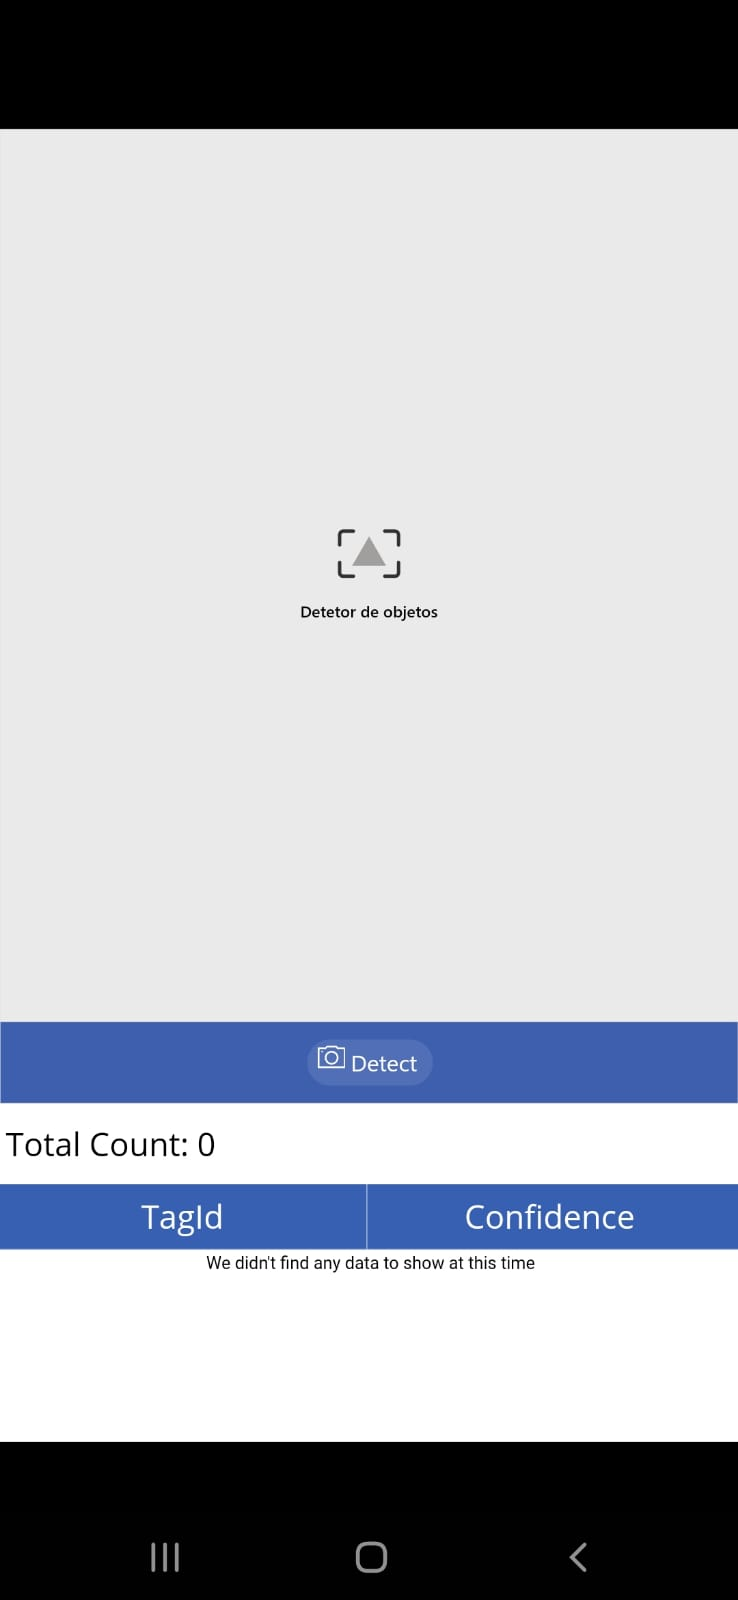 Detetor de objetos
Detect
Total Count: 0
TagId Confidence
We didn't find any data to show at this time